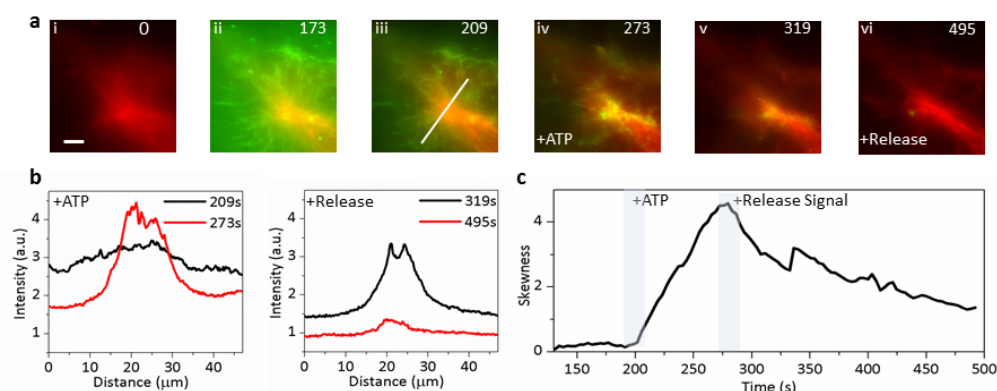 a
i 0
ii 173
iii 209
iv 273
v 319
vi 495
+ATP
+Release
b
+ATP
209s
273s
4
3
2
1
Intensity (a.u.)
0 10 20 30 40
Distance (µm)
+Release
319s
495s
4
3
2
1
Intensity (a.u.)
0 10 20 30 40
Distance (µm)
c
+ATP
+Release Signal
4
2
0
Skewness
150 200 250 300 350 400 450 500
Time (s)